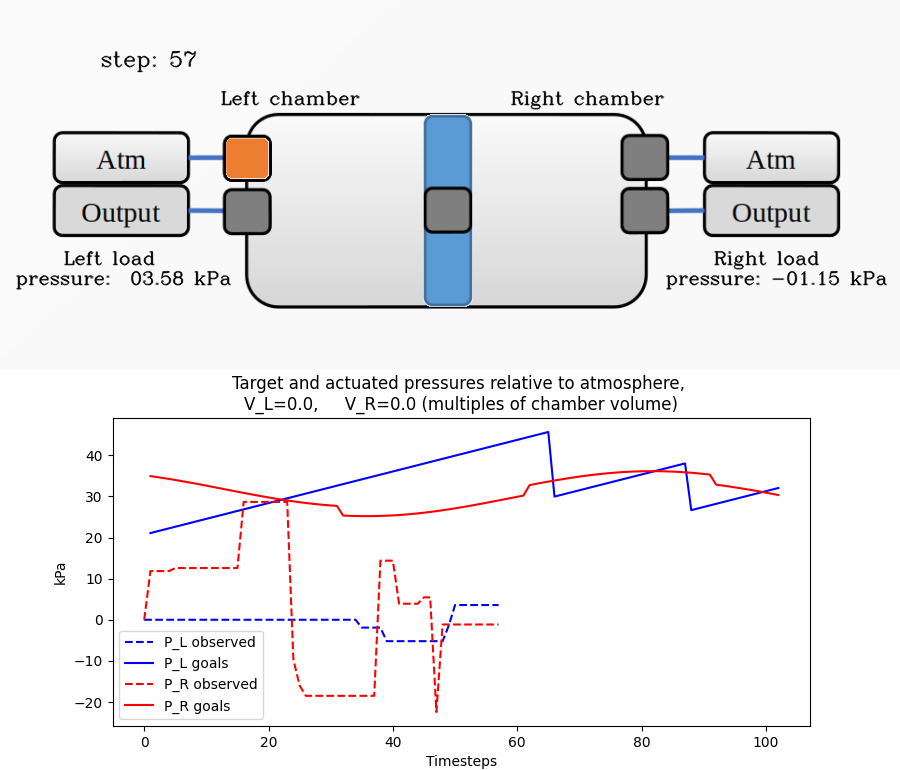 step: 57
Left chamber
Right chamber
Atm
Atm
Output
Output
Left load
pressure: 03.58 kPa
Right load
pressure: −01.15 kPa
Target and actuated pressures relative to atmosphere,
V_L=0.0, V_R=0.0 (multiples of chamber volume)
40
30
20
10
0
−10
−20
kPa
P_L observed
P_L goals
P_R observed
P_R goals
0 20 40 60 80 100
Timesteps